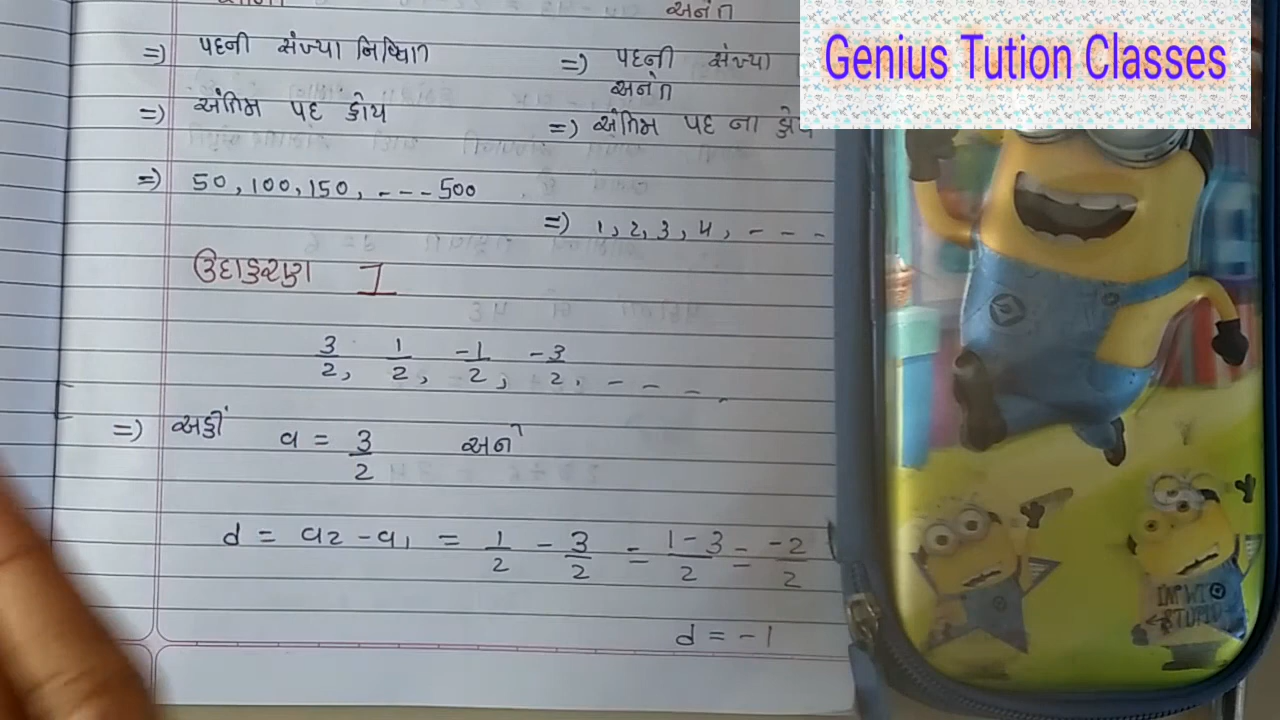 અનંત
=) પદની સંખ્યા નિશ્ચિત
=) અંતિમ પદ હોય
=) 50, 100, 150, - - - 500
=) પદની સંખ્યા
અનંત
=) અંતિમ પદ ના હોય
=) 1, 2, 3, 4, - - -
Genius Tution Classes
ઉદાહરણ 1
3/2, 1/2, -1/2, -3/2, - - - -
=) અહીં a = 3/2 અને
d = a2 - a1 = 1/2 - 3/2 = 1-3/2 = -2/2
d = -1